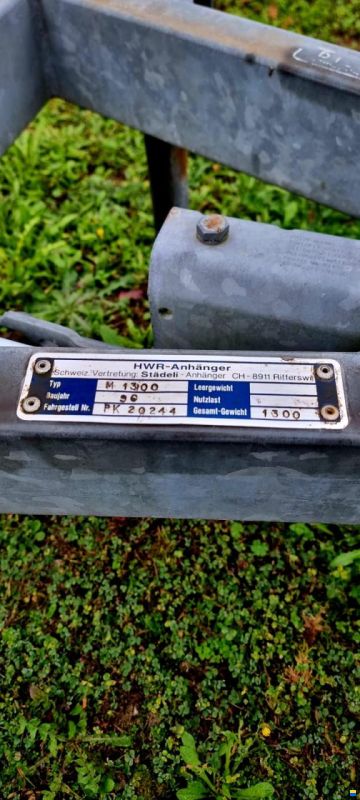 HWR-Anhänger
Schweiz. Vertretung: Städeli - Anhänger CH - 8911 Rifferswil
Typ M 1300 Leergewicht
Baujahr 96 Nutzlast
Fahrgestell Nr. PK 20244 Gesamt-Gewicht 1300